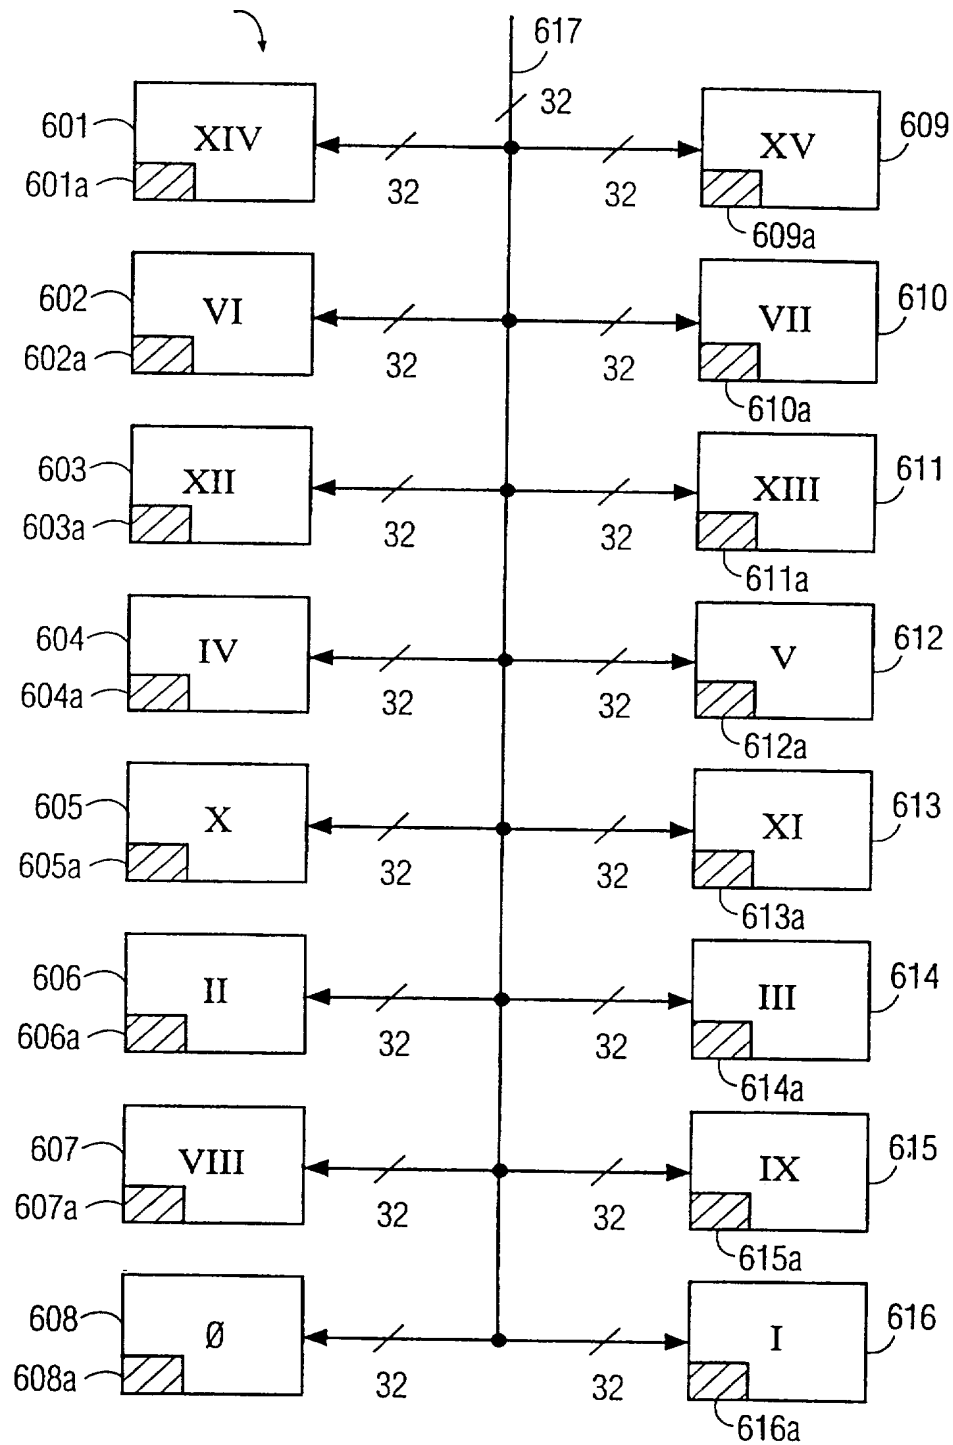 617
32
601 XIV 32 32 XV 609
601a 609a
602 VI 32 32 VII 610
602a 610a
603 XII 32 32 XIII 611
603a 611a
604 IV 32 32 V 612
604a 612a
605 X 32 32 XI 613
605a 613a
606 II 32 32 III 614
606a 614a
607 VIII 32 32 IX 615
607a 615a
608 Ø 32 32 I 616
608a 616a